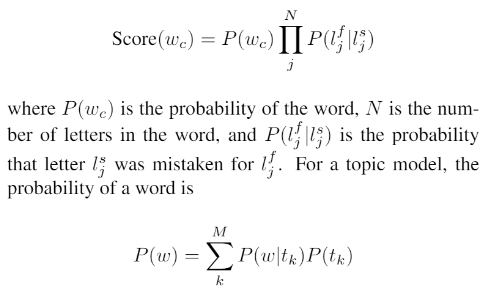 Score(w_c) = P(w_c) \prod_{j}^{N} P(l_j^f | l_j^s)
where P(w_c) is the probability of the word, N is the num-
ber of letters in the word, and P(l_j^f | l_j^s) is the probability
that letter l_j^s was mistaken for l_j^f. For a topic model, the
probability of a word is
P(w) = \sum_{k}^{M} P(w|t_k)P(t_k)